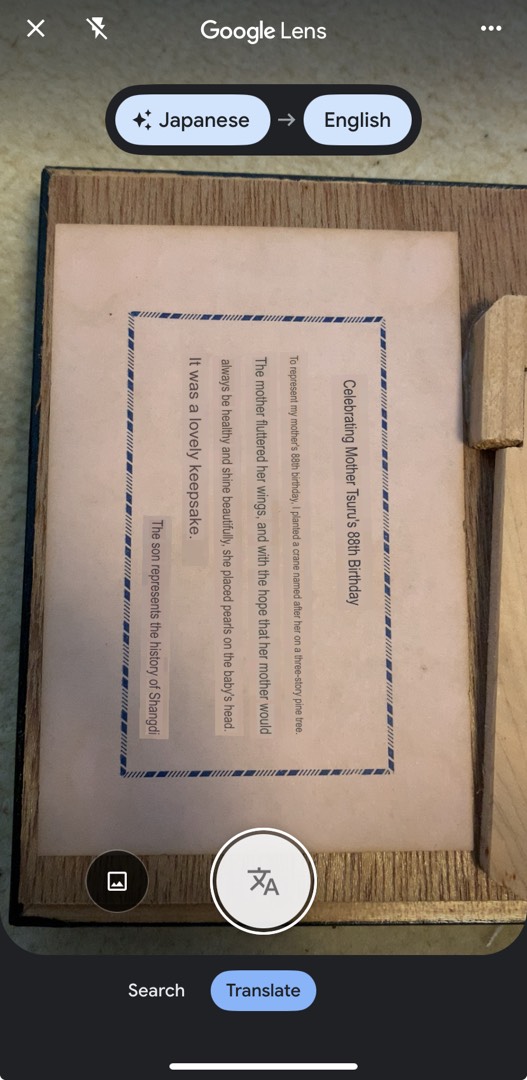 Google Lens
Japanese → English
Celebrating Mother Tsuru's 88th Birthday
To represent my mother's 88th birthday, I planted a crane named after her on a three-story pine tree.
The mother fluttered her wings, and with the hope that her mother would
always be healthy and shine beautifully, she placed pearls on the baby's head.
It was a lovely keepsake.
The son represents the history of Shangdi
文A
Search
Translate